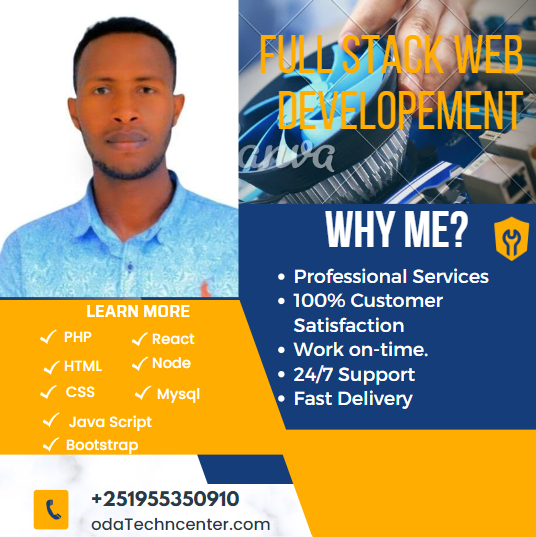 FULL STACK WEB
DEVELOPEMENT
anva
WHY ME?
Professional Services
100% Customer
Satisfaction
Work on-time.
24/7 Support
Fast Delivery
LEARN MORE
PHP
React
HTML
Node
CSS
Mysql
Java Script
Bootstrap
+251955350910
odaTechncenter.com